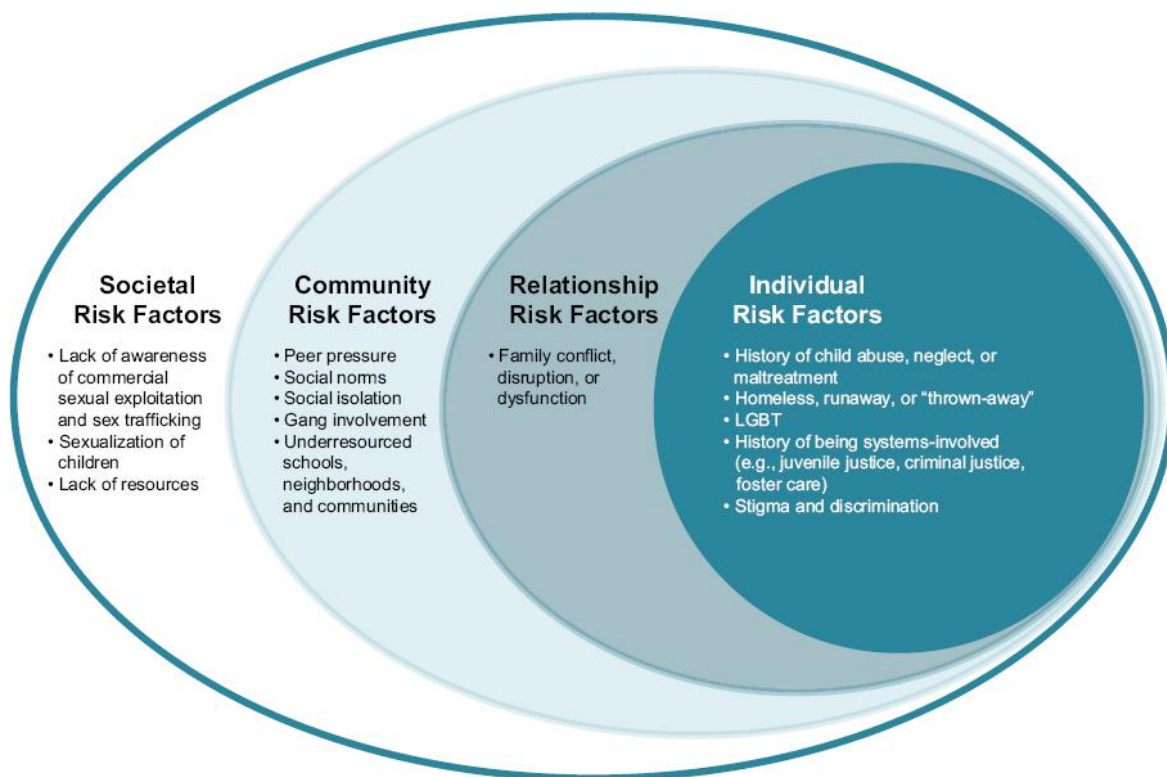 Societal
Risk Factors
• Lack of awareness
of commercial
sexual exploitation
and sex trafficking
• Sexualization of
children
• Lack of resources
Community
Risk Factors
• Peer pressure
• Social norms
• Social isolation
• Gang involvement
• Underresourced
schools,
neighborhoods,
and communities
Relationship
Risk Factors
• Family conflict,
disruption, or
dysfunction
Individual
Risk Factors
• History of child abuse, neglect, or
maltreatment
• Homeless, runaway, or “thrown-away”
• LGBT
• History of being systems-involved
(e.g., juvenile justice, criminal justice,
foster care)
• Stigma and discrimination